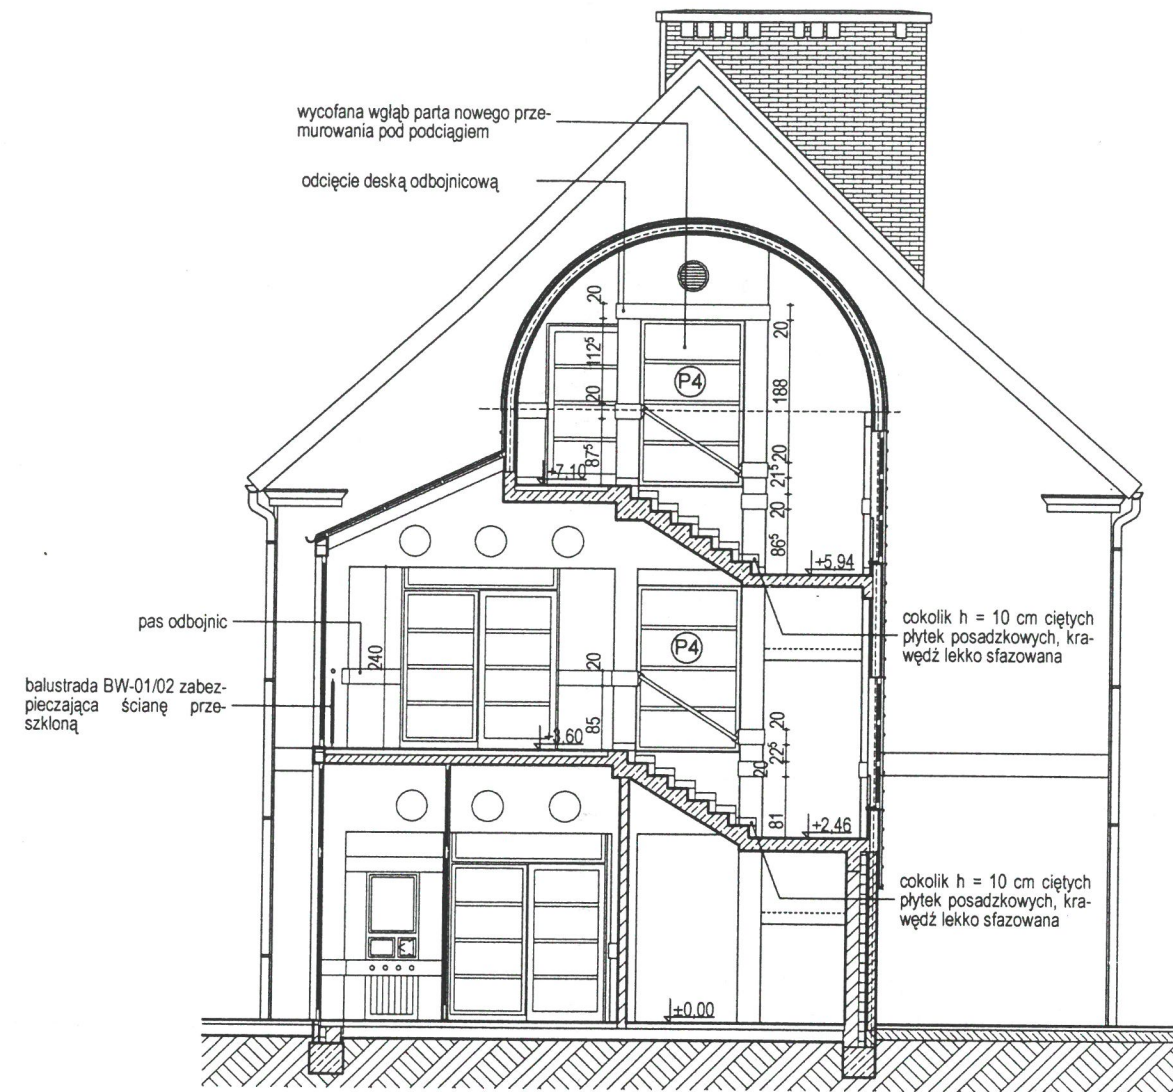 wycofana wgłąb parta nowego prze-
murowania pod podciągiem
odcięcie deską odbojnicową
20
112⁵
20
87⁵
20
188
20
21⁵
20
86⁵
P4
+7,10
+5,94
pas odbojnic
240
balustrada BW-01/02 zabez-
pieczająca ścianę prze-
szkloną
20
85
P4
+3,60
20
22⁵
20
81
+2,46
cokolik h = 10 cm ciętych
płytek posadzkowych, kra-
wędź lekko sfazowana
cokolik h = 10 cm ciętych
płytek posadzkowych, kra-
wędź lekko sfazowana
±0,00